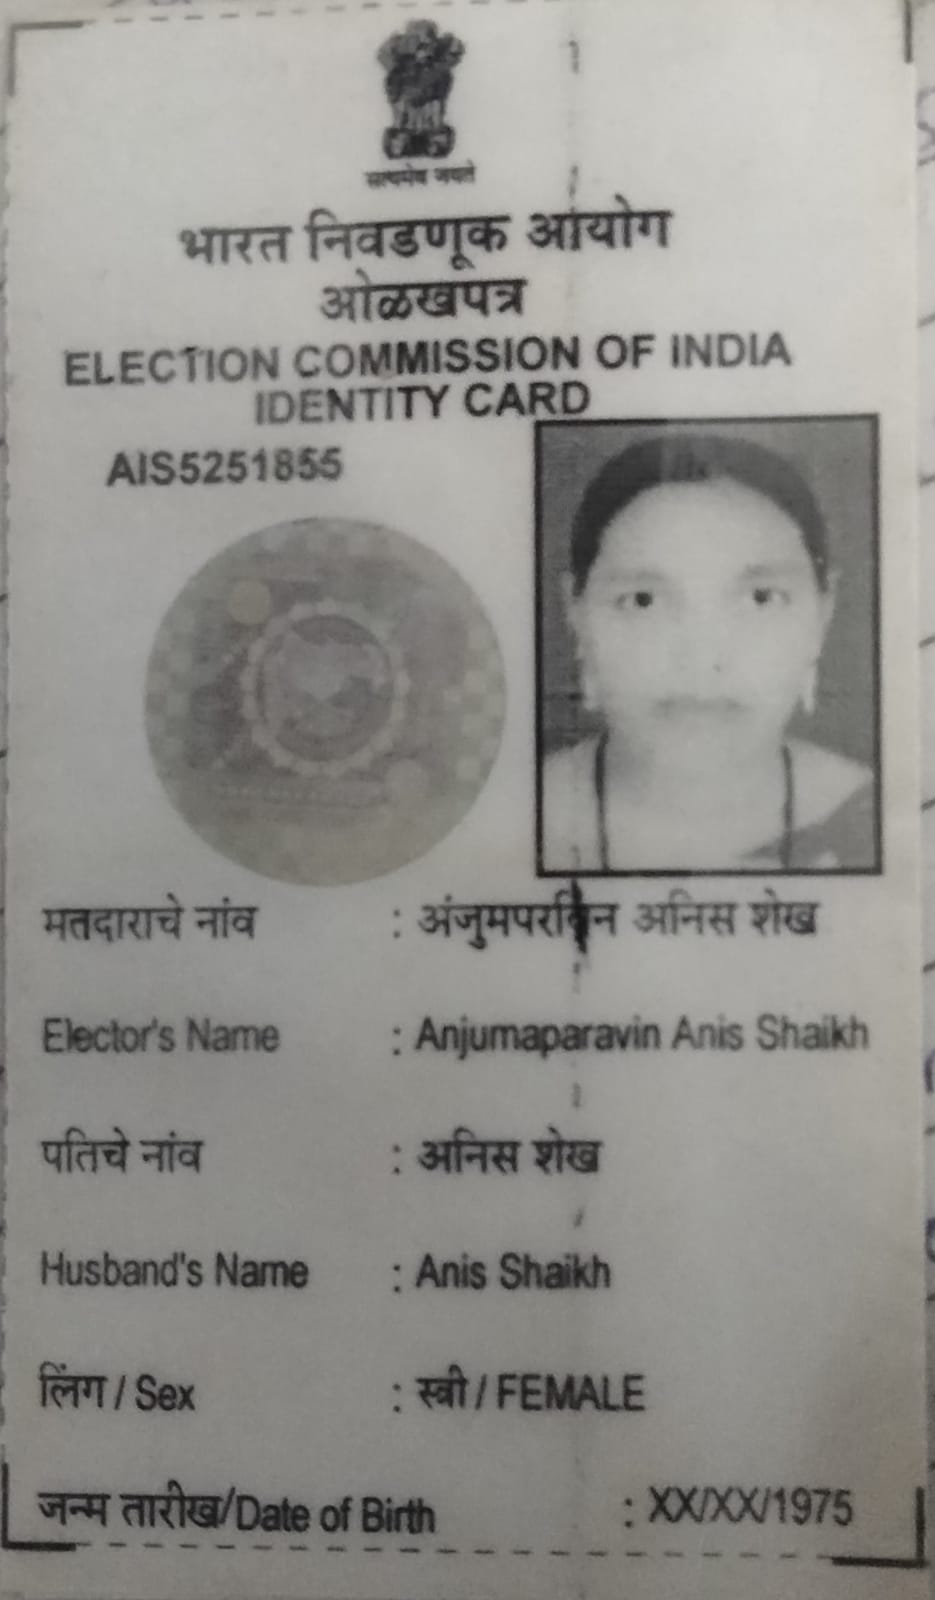 सत्यमेव जयते
भारत निवडणूक आयोग
ओळखपत्र
ELECTION COMMISSION OF INDIA
IDENTITY CARD
AIS5251855
मतदाराचे नांव : अंजुमपरविन अनिस शेख
Elector's Name : Anjumaparavin Anis Shaikh
पतिचे नांव : अनिस शेख
Husband's Name : Anis Shaikh
लिंग / Sex : स्त्री / FEMALE
जन्म तारीख/Date of Birth : XX/XX/1975